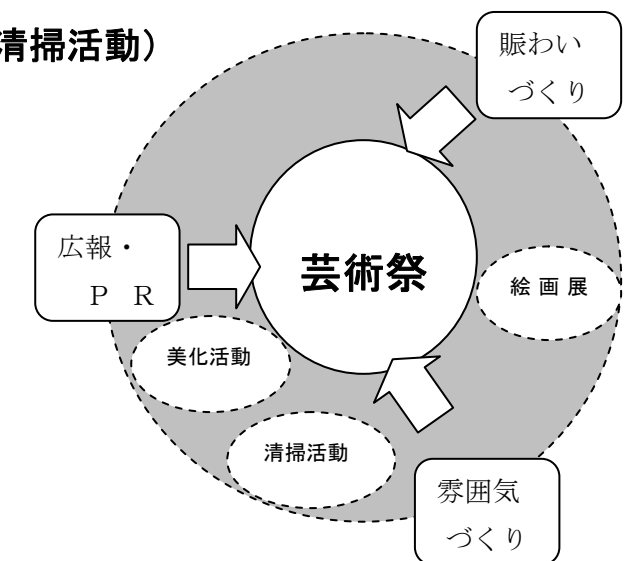 清掃活動）
賑わい
づくり
広報・
Ｐ Ｒ
芸術祭
絵画展
美化活動
清掃活動
雰囲気
づくり